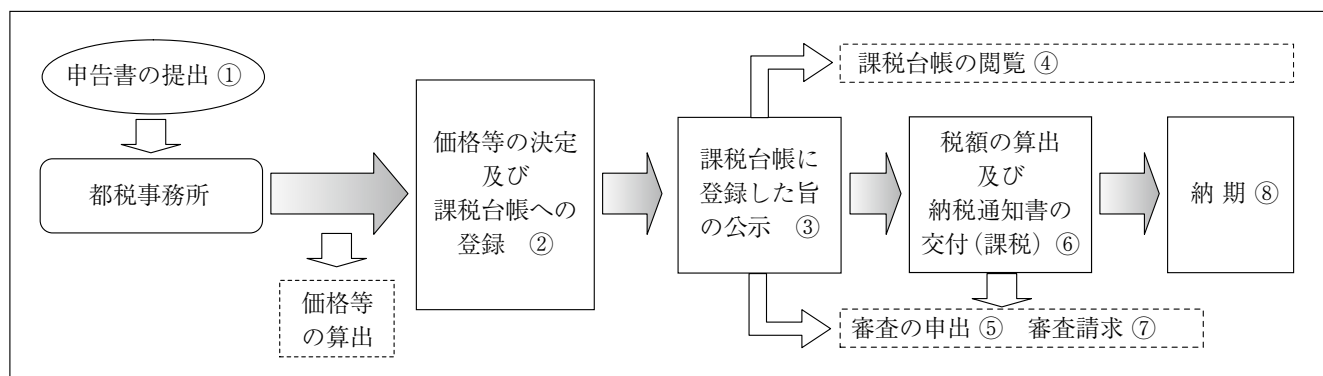 申告書の提出 ①
都税事務所
価格等
の算出
価格等の決定
及び
課税台帳への
登録 ②
課税台帳に
登録した旨
の公示 ③
課税台帳の閲覧 ④
税額の算出
及び
納税通知書の
交付(課税) ⑥
審査の申出 ⑤ 審査請求 ⑦
納 期 ⑧